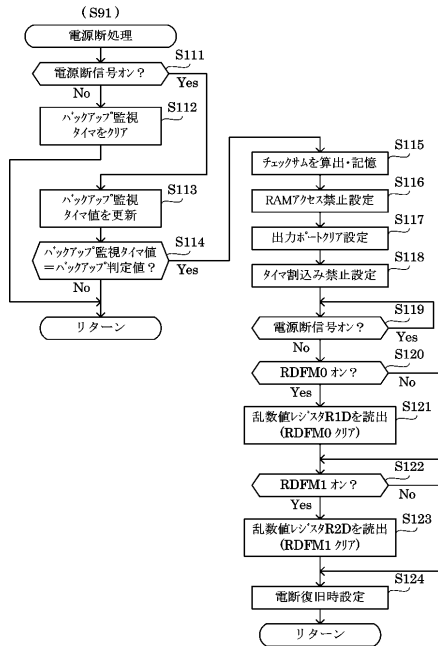 (S91)
電源断処理
S111
電源断信号オン?
No
Yes
S112
バックアップ監視
タイマをクリア
S113
バックアップ監視
タイマ値を更新
S114
バックアップ監視タイマ値
=バックアップ判定値?
Yes
No
リターン
S115
チェックサムを算出・記憶
S116
RAMアクセス禁止設定
S117
出力ポートクリア設定
S118
タイマ割込み禁止設定
S119
電源断信号オン?
Yes
No
S120
RDFM0 オン?
No
Yes
S121
乱数値レジスタR1Dを読出
(RDFM0 クリア)
S122
RDFM1 オン?
No
Yes
S123
乱数値レジスタR2Dを読出
(RDFM1 クリア)
S124
電断復旧時設定
リターン